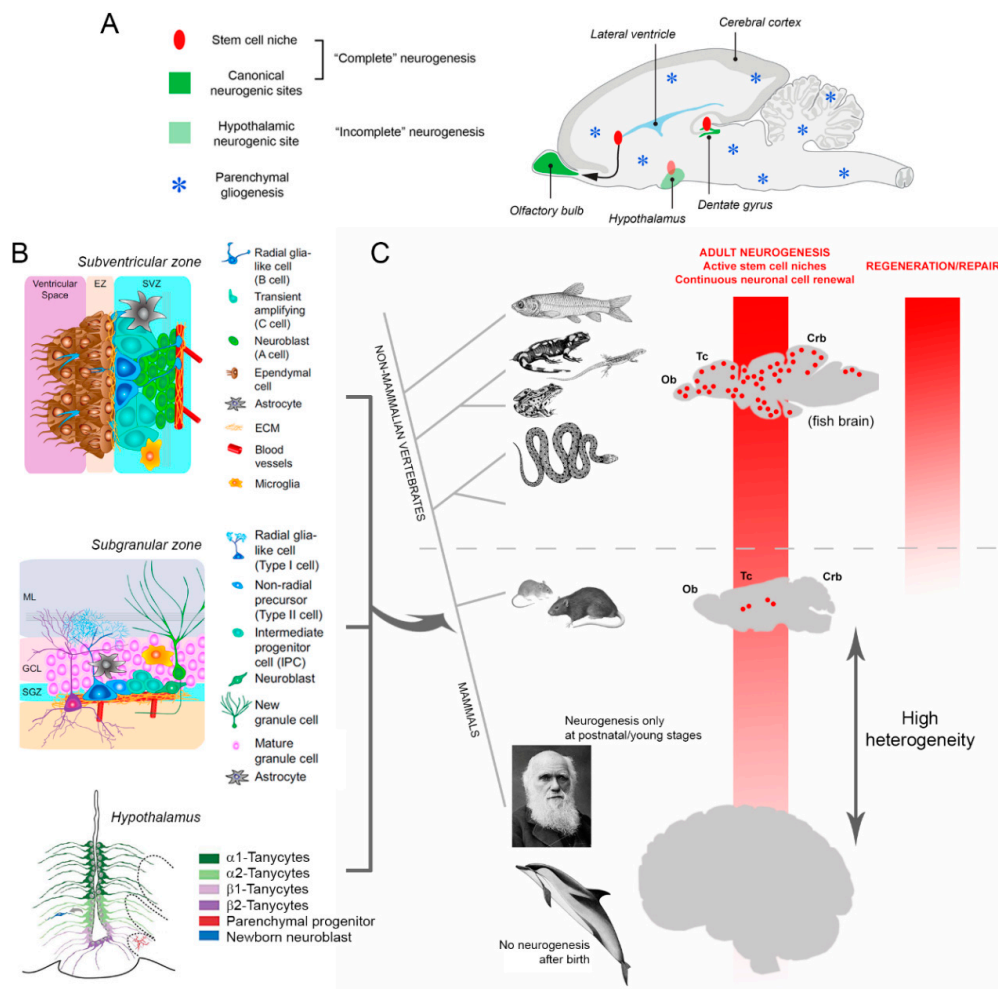 A
Stem cell niche
Canonical
neurogenic sites
"Complete" neurogenesis
Hypothalamic
neurogenic site
"Incomplete" neurogenesis
Parenchymal
gliogenesis
Lateral ventricle
Cerebral cortex
Olfactory bulb
Hypothalamus
Dentate gyrus
B
Subventricular zone
Ventricular
Space
EZ
SVZ
Radial glia-
like cell
(B cell)
Transient
amplifying
(C cell)
Neuroblast
(A cell)
Ependymal
cell
Astrocyte
ECM
Blood
vessels
Microglia
Subgranular zone
ML
GCL
SGZ
Radial glia-
like cell
(Type I cell)
Non-radial
precursor
(Type II cell)
Intermediate
progenitor
cell (IPC)
Neuroblast
New
granule cell
Mature
granule cell
Astrocyte
Hypothalamus
α1-Tanycytes
α2-Tanycytes
β1-Tanycytes
β2-Tanycytes
Parenchymal progenitor
Newborn neuroblast
C
NON-MAMMALIAN VERTEBRATES
MAMMALS
ADULT NEUROGENESIS
Active stem cell niches
Continuous neuronal cell renewal
REGENERATION/REPAIR
Ob
Tc
Crb
(fish brain)
Ob
Tc
Crb
High
heterogeneity
Neurogenesis only
at postnatal/young stages
No neurogenesis
after birth